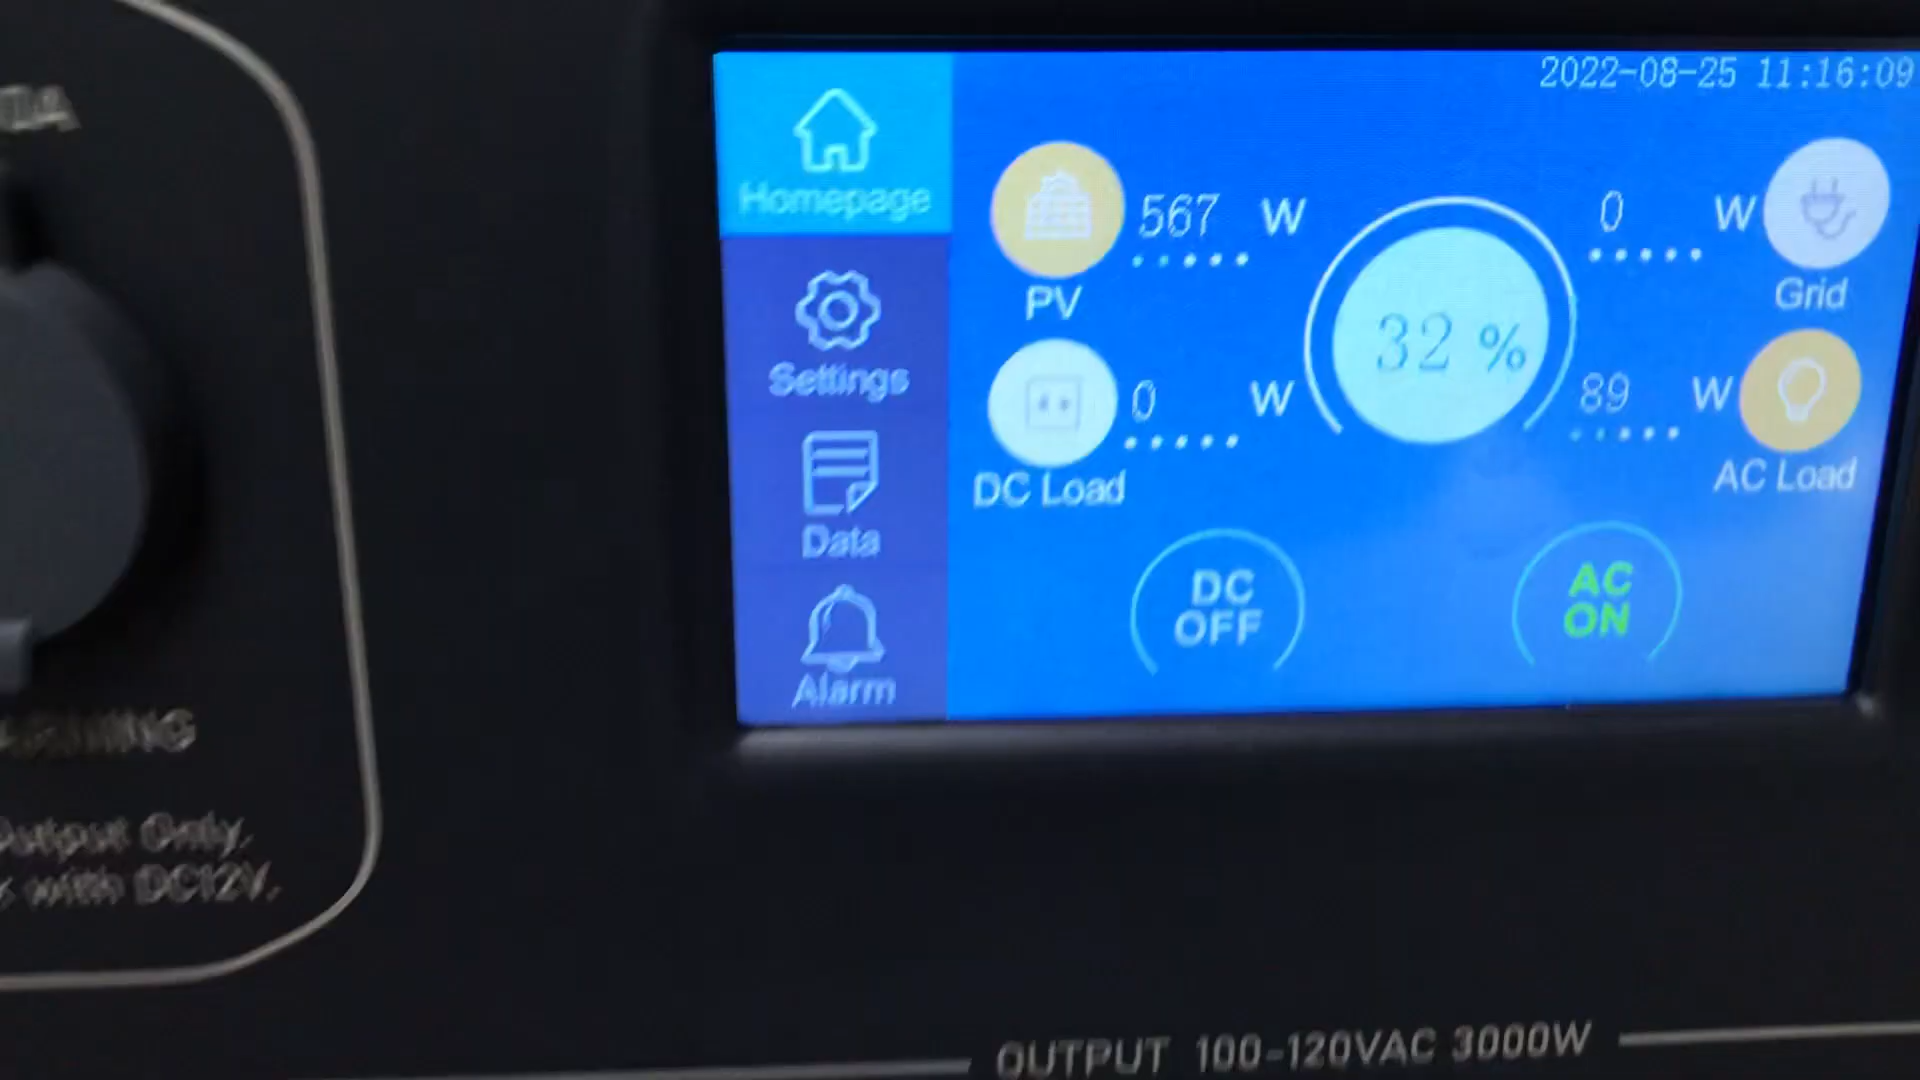 2022-08-25 11:16:09
Homepage
Settings
Data
Alarm
567 W
PV
0 W
DC Load
32 %
0 W
Grid
89 W
AC Load
DC
OFF
AC
ON
Output Only.
with DC12V.
OUTPUT 100-120VAC 3000W